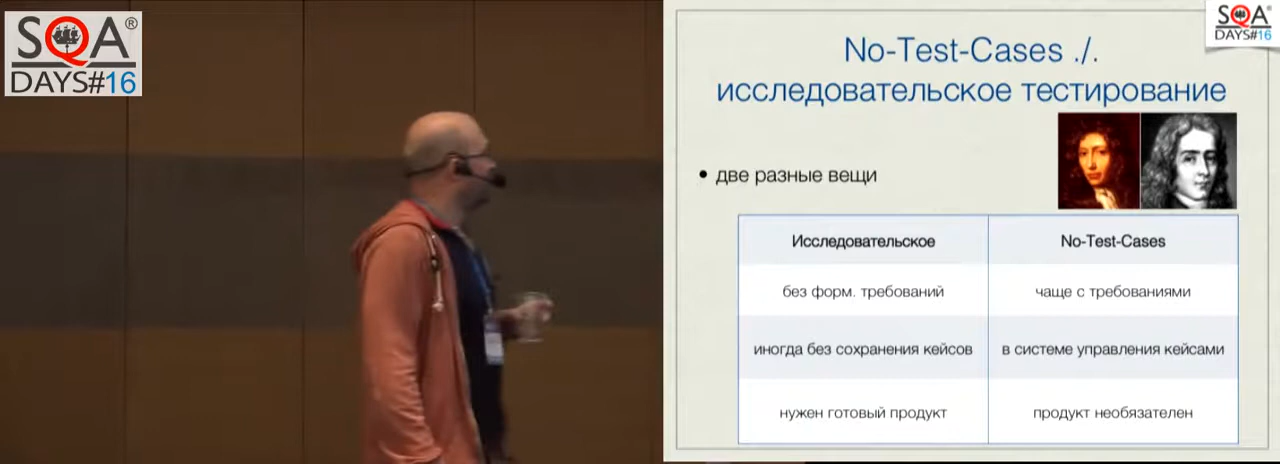 SQA®
DAYS#16
SQA®
DAYS#16
No-Test-Cases ./.
исследовательское тестирование
• две разные вещи
Исследовательское No-Test-Cases
без форм. требований чаще с требованиями
иногда без сохранения кейсов в системе управления кейсами
нужен готовый продукт продукт необязателен